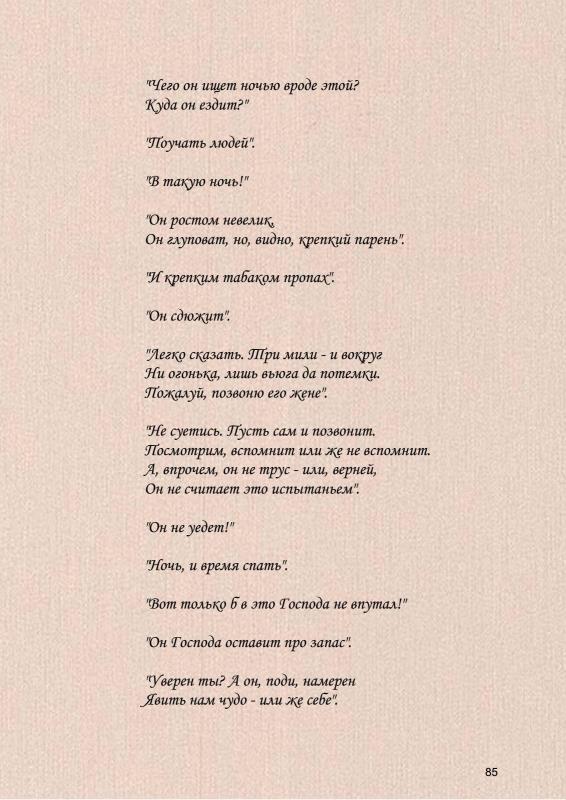 "Чего он ищет ночью вроде этой?
Куда он ездит?"
"Поучать людей".
"В такую ночь!"
"Он ростом невелик,
Он глуповат, но, видно, крепкий парень".
"И крепким табаком пропах".
"Он сдюжит".
"Легко сказать. Три мили - и вокруг
Ни огонька, лишь вьюга да потемки.
Пожалуй, позвоню его жене".
"Не суетись. Пусть сам и позвонит.
Посмотрим, вспомнит или же не вспомнит.
А, впрочем, он не трус - или, верней,
Он не считает это испытаньем".
"Он не уедет!"
"Ночь, и время спать".
"Вот только б в это Господа не впутал!"
"Он Господа оставит про запас".
"Уверен ты? А он, поди, намерен
Явить нам чудо - или же себе".
85